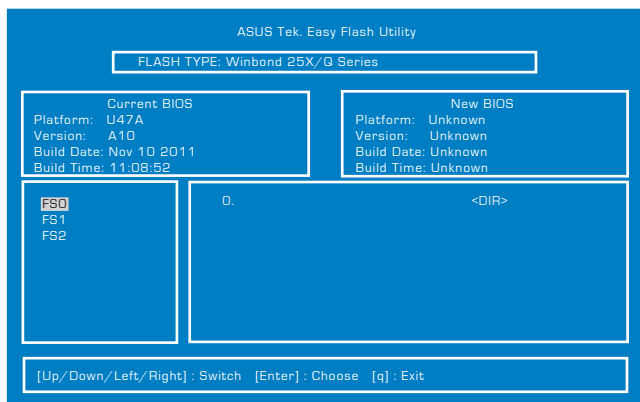 ASUS Tek. Easy Flash Utility
FLASH TYPE: Winbond 25X/Q Series
Current BIOS
Platform: U47A
Version: A10
Build Date: Nov 10 2011
Build Time: 11:08:52
New BIOS
Platform: Unknown
Version: Unknown
Build Date: Unknown
Build Time: Unknown
FS0
FS1
FS2
0. <DIR>
[Up/Down/Left/Right] : Switch [Enter] : Choose [q] : Exit